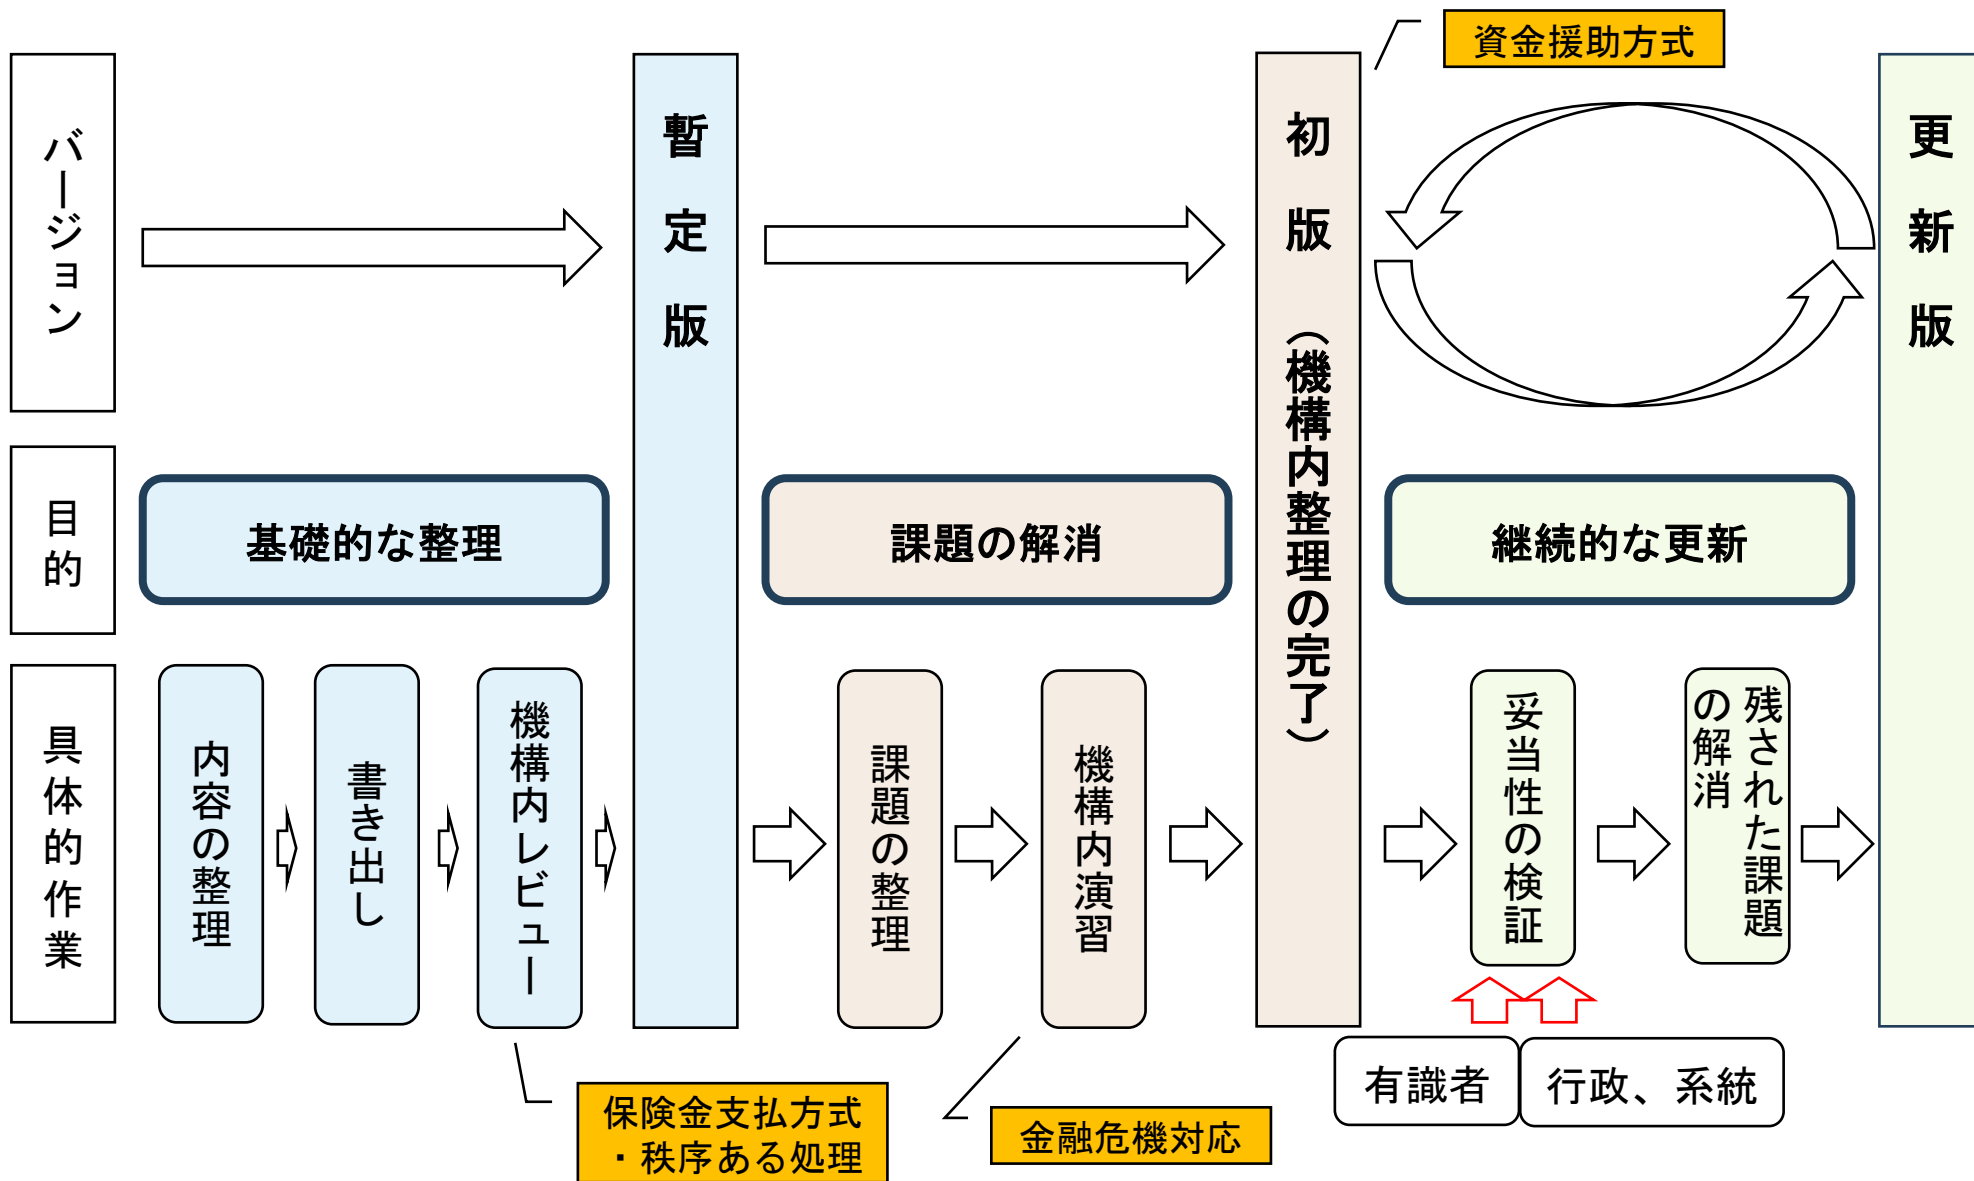 資金援助方式
バージョン
暫定版
初版（機構内整理の完了）
更新版
目的
基礎的な整理
課題の解消
継続的な更新
具体的作業
内容の整理
書き出し
機構内レビュー
課題の整理
機構内演習
妥当性の検証
残された課題
の解消
有識者
行政、系統
保険金支払方式
・秩序ある処理
金融危機対応